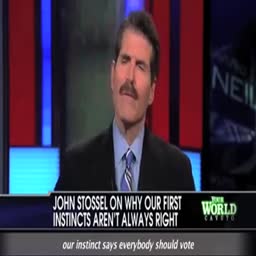 NEIL
JOHN STOSSEL ON WHY OUR FIRST
INSTINCTS AREN'T ALWAYS RIGHT
YOUR
WORLD
CAVUTO
our instinct says everybody should vote